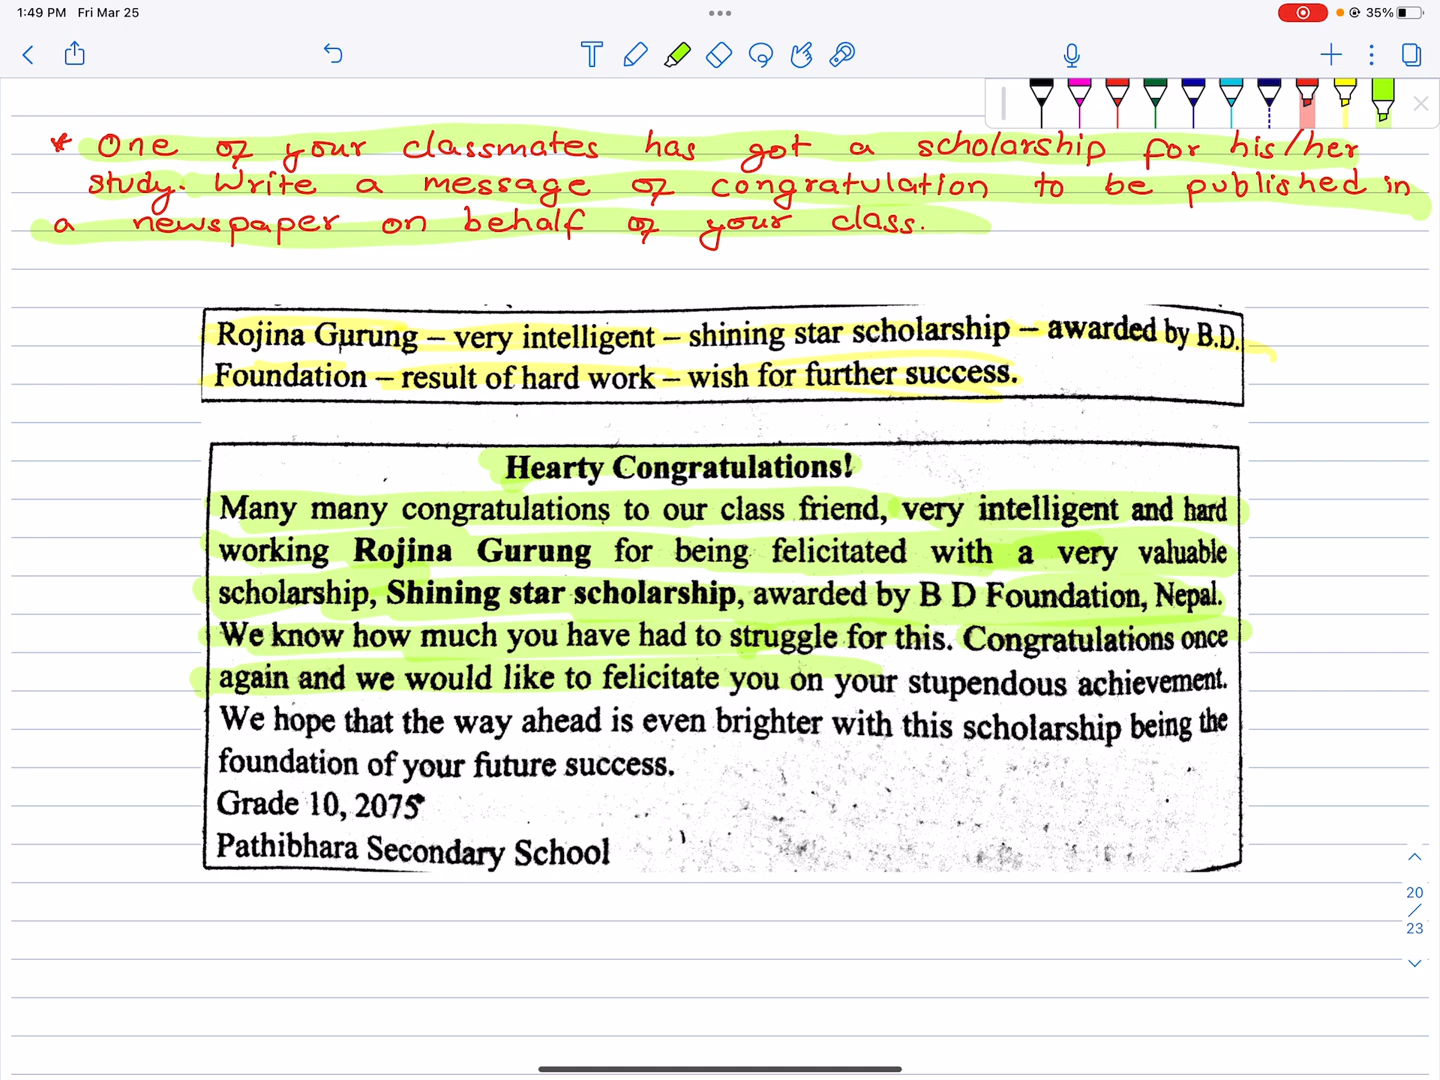 1:49 PM Fri Mar 25
35%
* One of your classmates has got a scholarship for his/her
study. Write a message of congratulation to be published in
a newspaper on behalf of your class.
Rojina Gurung – very intelligent – shining star scholarship – awarded by B.D.
Foundation – result of hard work – wish for further success.
Hearty Congratulations!
Many many congratulations to our class friend, very intelligent and hard
working Rojina Gurung for being felicitated with a very valuable
scholarship, Shining star scholarship, awarded by B D Foundation, Nepal.
We know how much you have had to struggle for this. Congratulations once
again and we would like to felicitate you on your stupendous achievement.
We hope that the way ahead is even brighter with this scholarship being the
foundation of your future success.
Grade 10, 2075
Pathibhara Secondary School
20
/
23